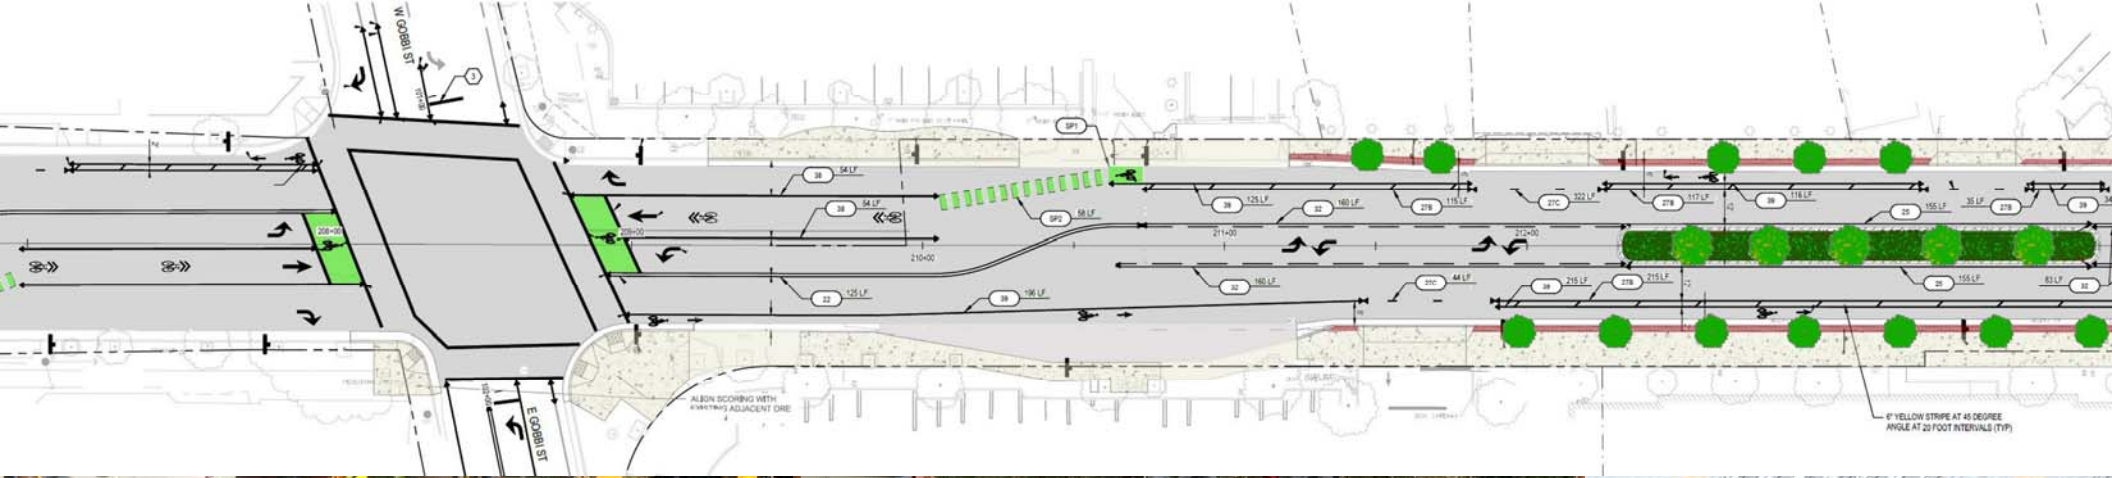 W GOBBI ST
101+00
3
SP1
38
54 LF
38
54 LF
SP2
58 LF
39
125 LF
32
160 LF
27B
115 LF
27C
322 LF
27B
117 LF
39
116 LF
25
155 LF
35 LF
27B
39
34
208+00
209+00
210+00
211+00
212+00
22
125 LF
39
196 LF
32
160 LF
27C
44 LF
39
215 LF
27B
215 LF
25
155 LF
83 LF
32
ALIGN SCORING WITH
EXISTING ADJACENT DRE
E GOBBI ST
6" YELLOW STRIPE AT 45 DEGREE
ANGLE AT 20 FOOT INTERVALS (TYP)